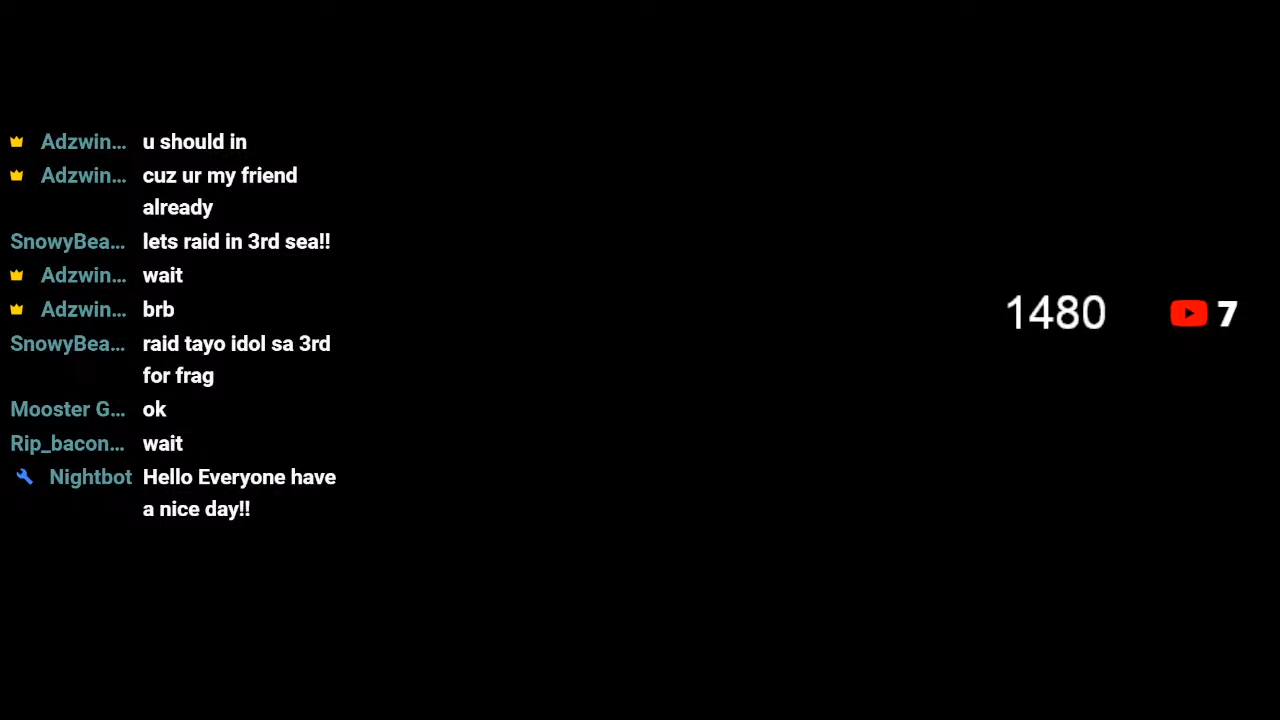 Adzwin... u should in
Adzwin... cuz ur my friend
already
SnowyBea... lets raid in 3rd sea!!
Adzwin... wait
Adzwin... brb
SnowyBea... raid tayo idol sa 3rd
for frag
Mooster G... ok
Rip_bacon... wait
Nightbot Hello Everyone have
a nice day!!
1480 7